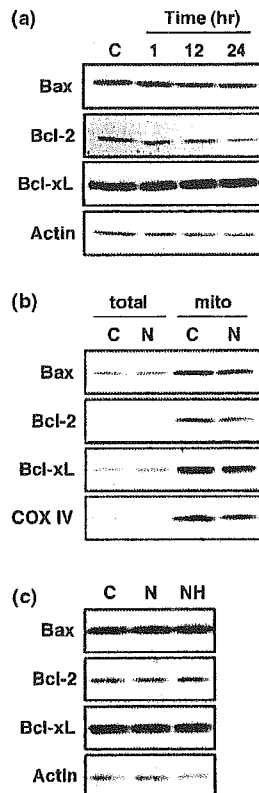 (a)
Time (hr)
C 1 12 24
Bax
Bcl-2
Bcl-xL
Actin
(b)
total mito
C N C N
Bax
Bcl-2
Bcl-xL
COX IV
(c)
C N NH
Bax
Bcl-2
Bcl-xL
Actin